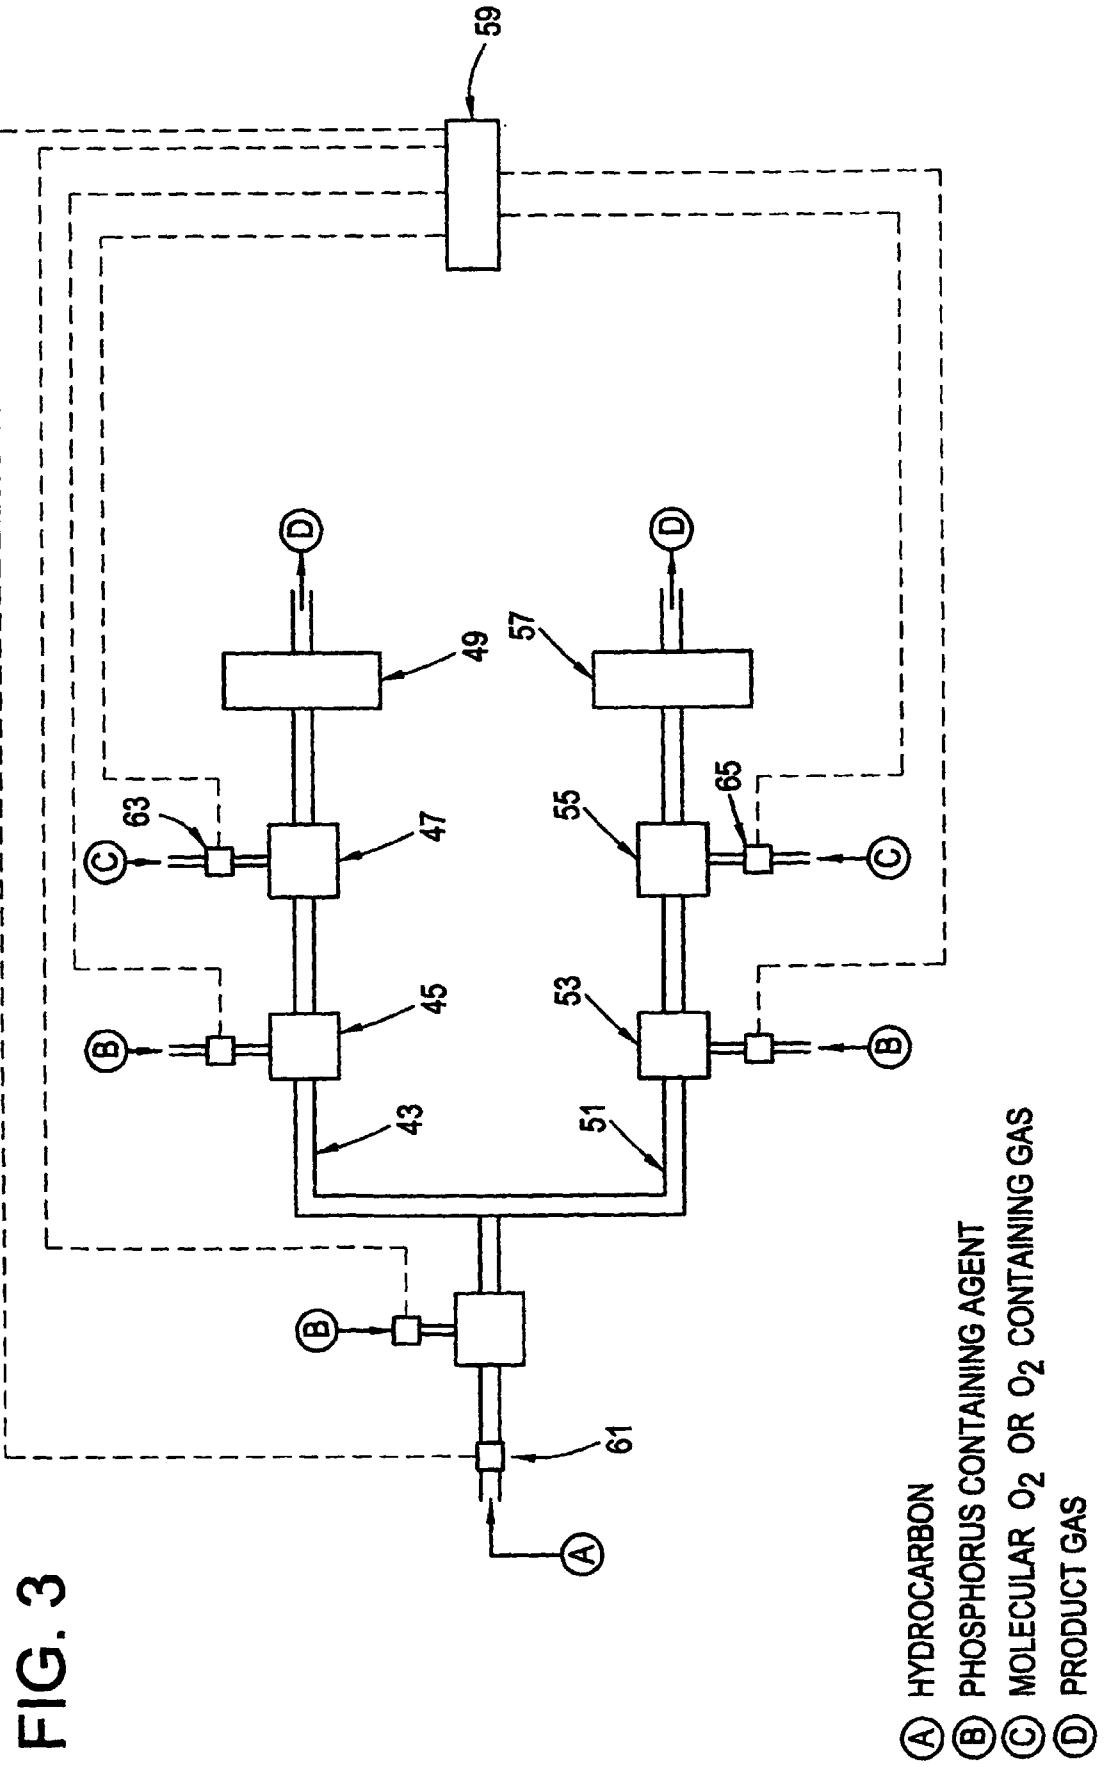 FIG. 3
59
D
D
49
57
63
C
47
55
65
C
B
45
53
B
43
51
B
61
A
A HYDROCARBON
B PHOSPHORUS CONTAINING AGENT
C MOLECULAR O2 OR O2 CONTAINING GAS
D PRODUCT GAS